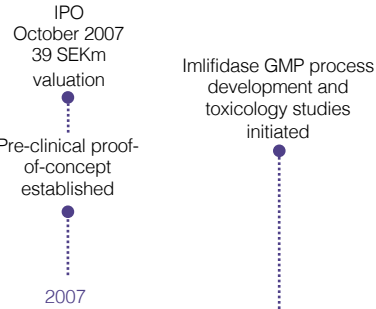 IPO
October 2007
39 SEKm
valuation
Pre-clinical proof-
of-concept
established
2007
Imlifidase GMP process
development and
toxicology studies
initiated